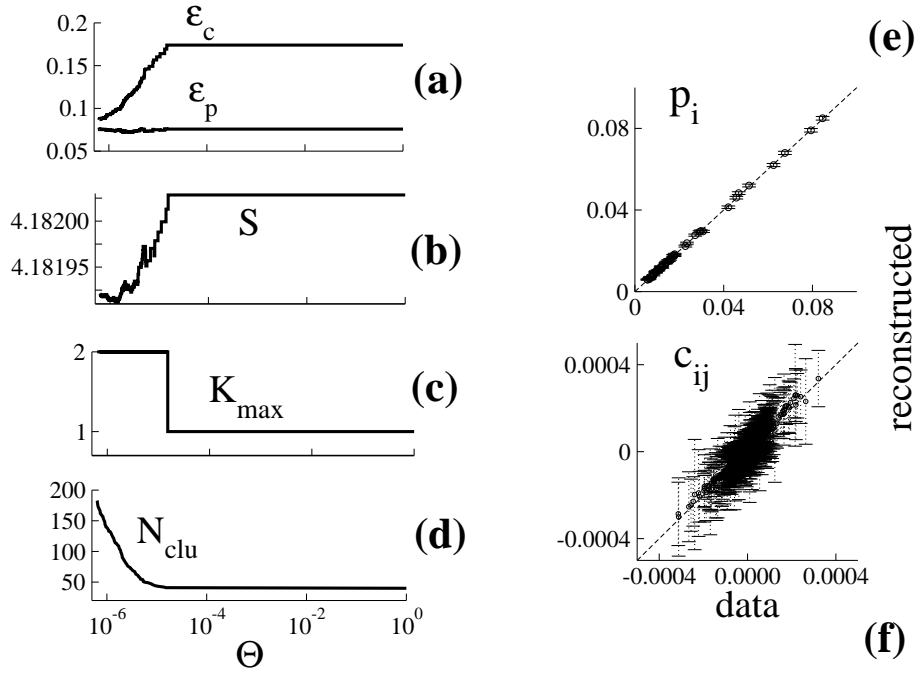 0.2
0.15
0.1
0.05
ε_c
ε_p
(a)
4.18200
4.18195
S
(b)
2
1
K_max
(c)
200
150
100
50
N_clu
(d)
10^-6
10^-4
10^-2
10^0
Θ
(e)
p_i
0.08
0.04
0
0
0.04
0.08
reconstructed
c_ij
0.0004
0
-0.0004
-0.0004
0.0000
0.0004
data
(f)